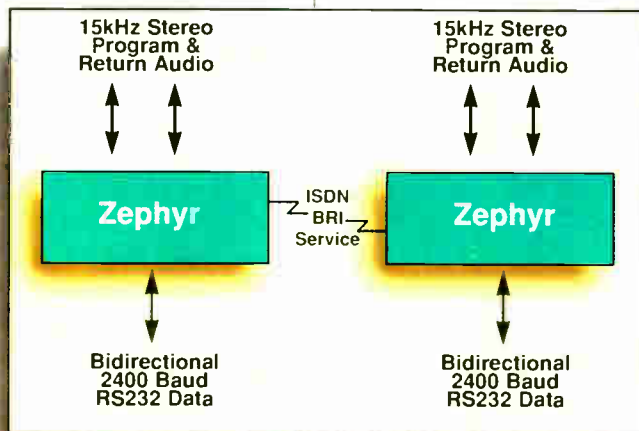 15kHz Stereo
Program &
Return Audio
15kHz Stereo
Program &
Return Audio
Zephyr
ISDN
BRI
Service
Zephyr
Bidirectional
2400 Baud
RS232 Data
Bidirectional
2400 Baud
RS232 Data